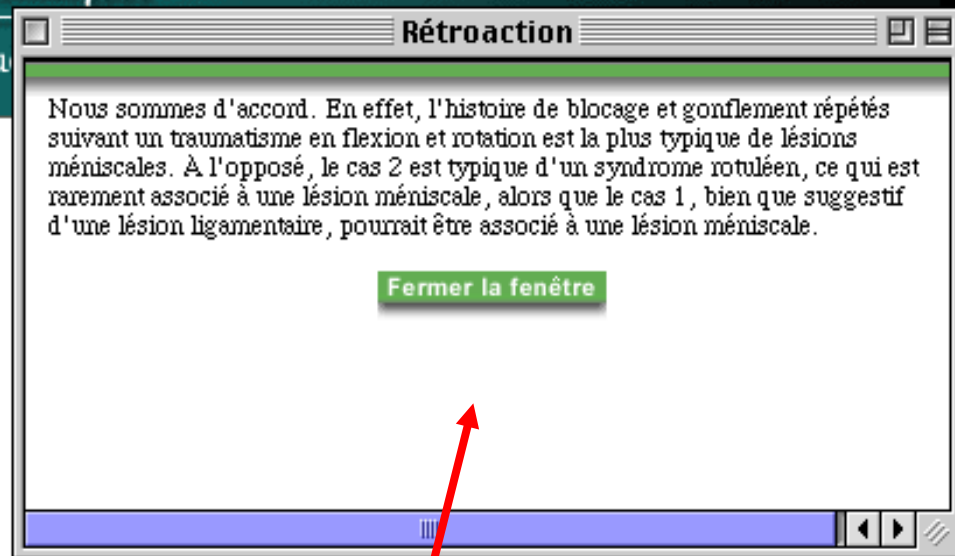 Rétroaction
Nous sommes d'accord. En effet, l'histoire de blocage et gonflement répétés
suivant un traumatisme en flexion et rotation est la plus typique de lésions
méniscales. À l'opposé, le cas 2 est typique d'un syndrome rotuléen, ce qui est
rarement associé à une lésion méniscale, alors que le cas 1, bien que suggestif
d'une lésion ligamentaire, pourrait être associé à une lésion méniscale.
Fermer la fenêtre